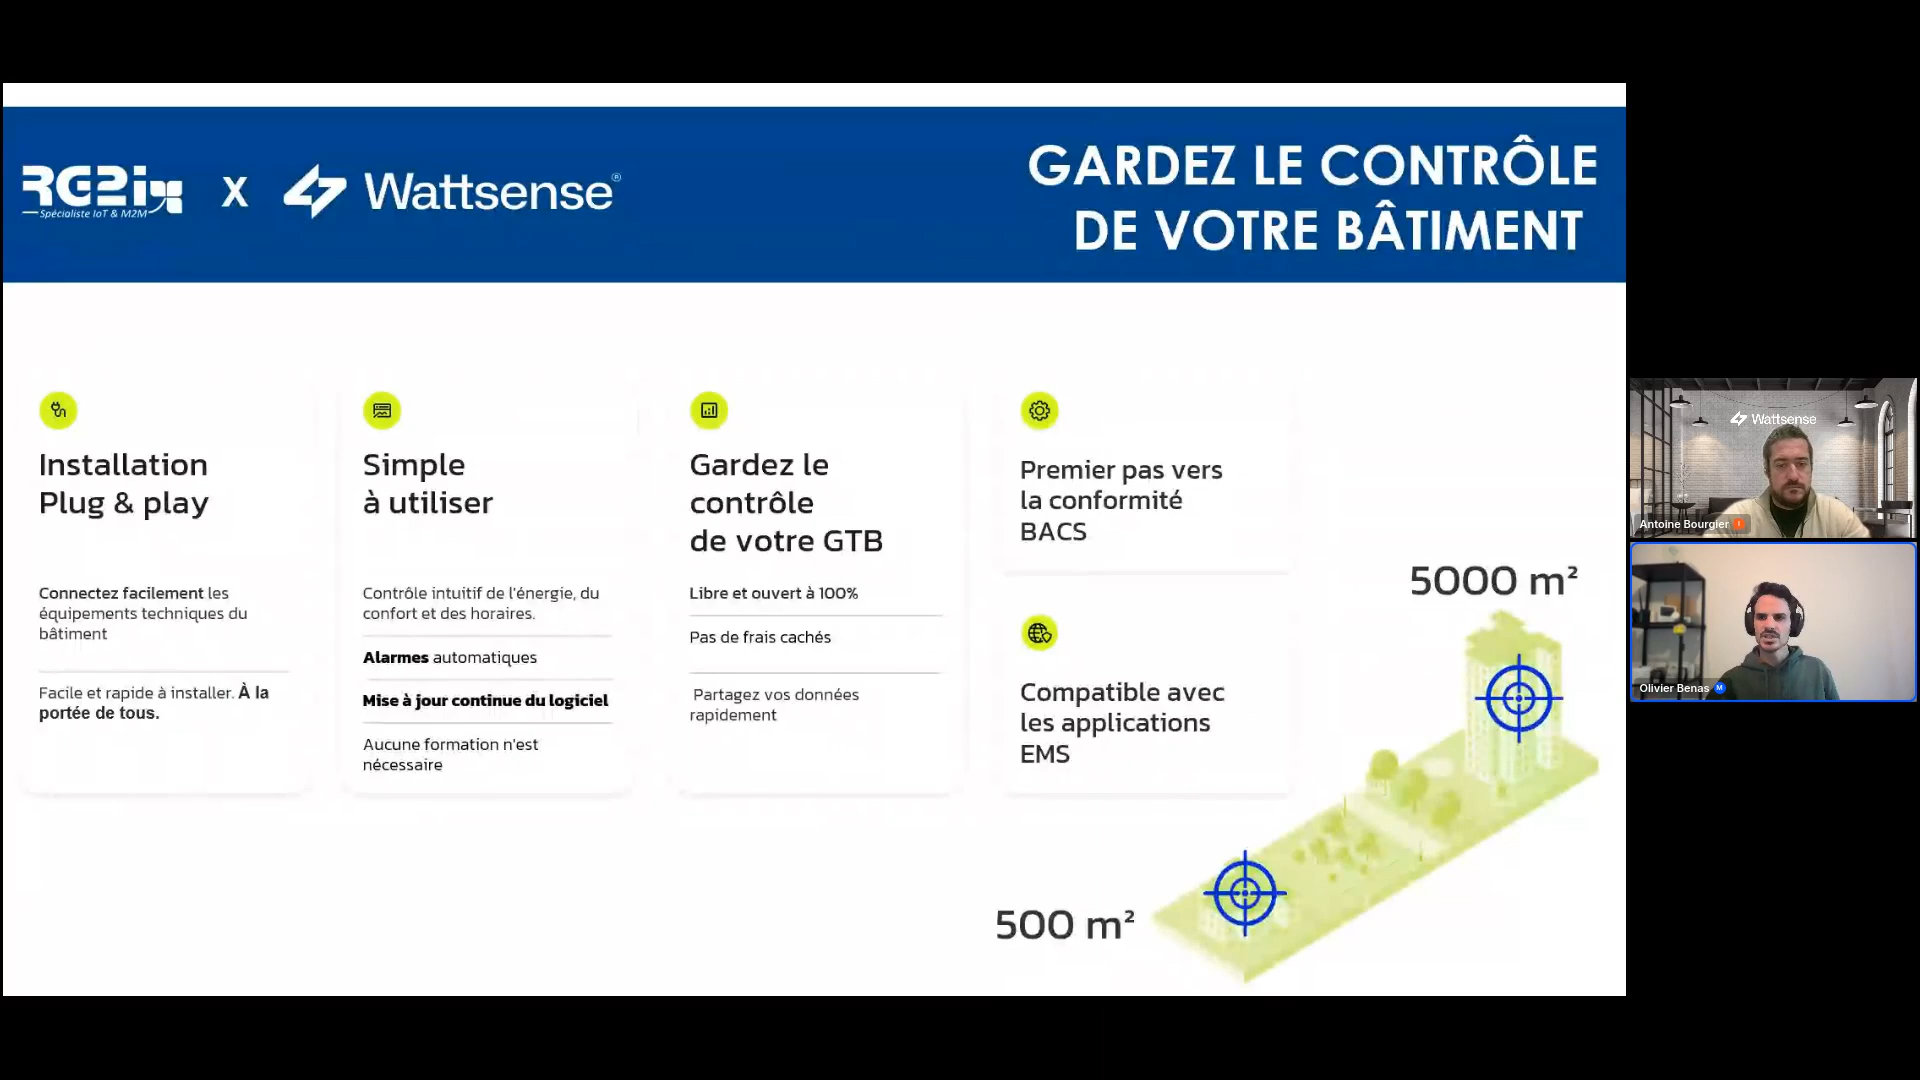 RG2i
Spécialiste IoT & M2M
X
Wattsense®
GARDEZ LE CONTRÔLE
DE VOTRE BÂTIMENT
Installation
Plug & play
Connectez facilement les
équipements techniques du
bâtiment
Facile et rapide à installer. À la
portée de tous.
Simple
à utiliser
Contrôle intuitif de l'énergie, du
confort et des horaires.
Alarmes automatiques
Mise à jour continue du logiciel
Aucune formation n'est
nécessaire
Gardez le
contrôle
de votre GTB
Libre et ouvert à 100%
Pas de frais cachés
Partagez vos données
rapidement
Premier pas vers
la conformité
BACS
Compatible avec
les applications
EMS
5000 m²
500 m²
Wattsense
Antoine Bourgier
Olivier Benas M